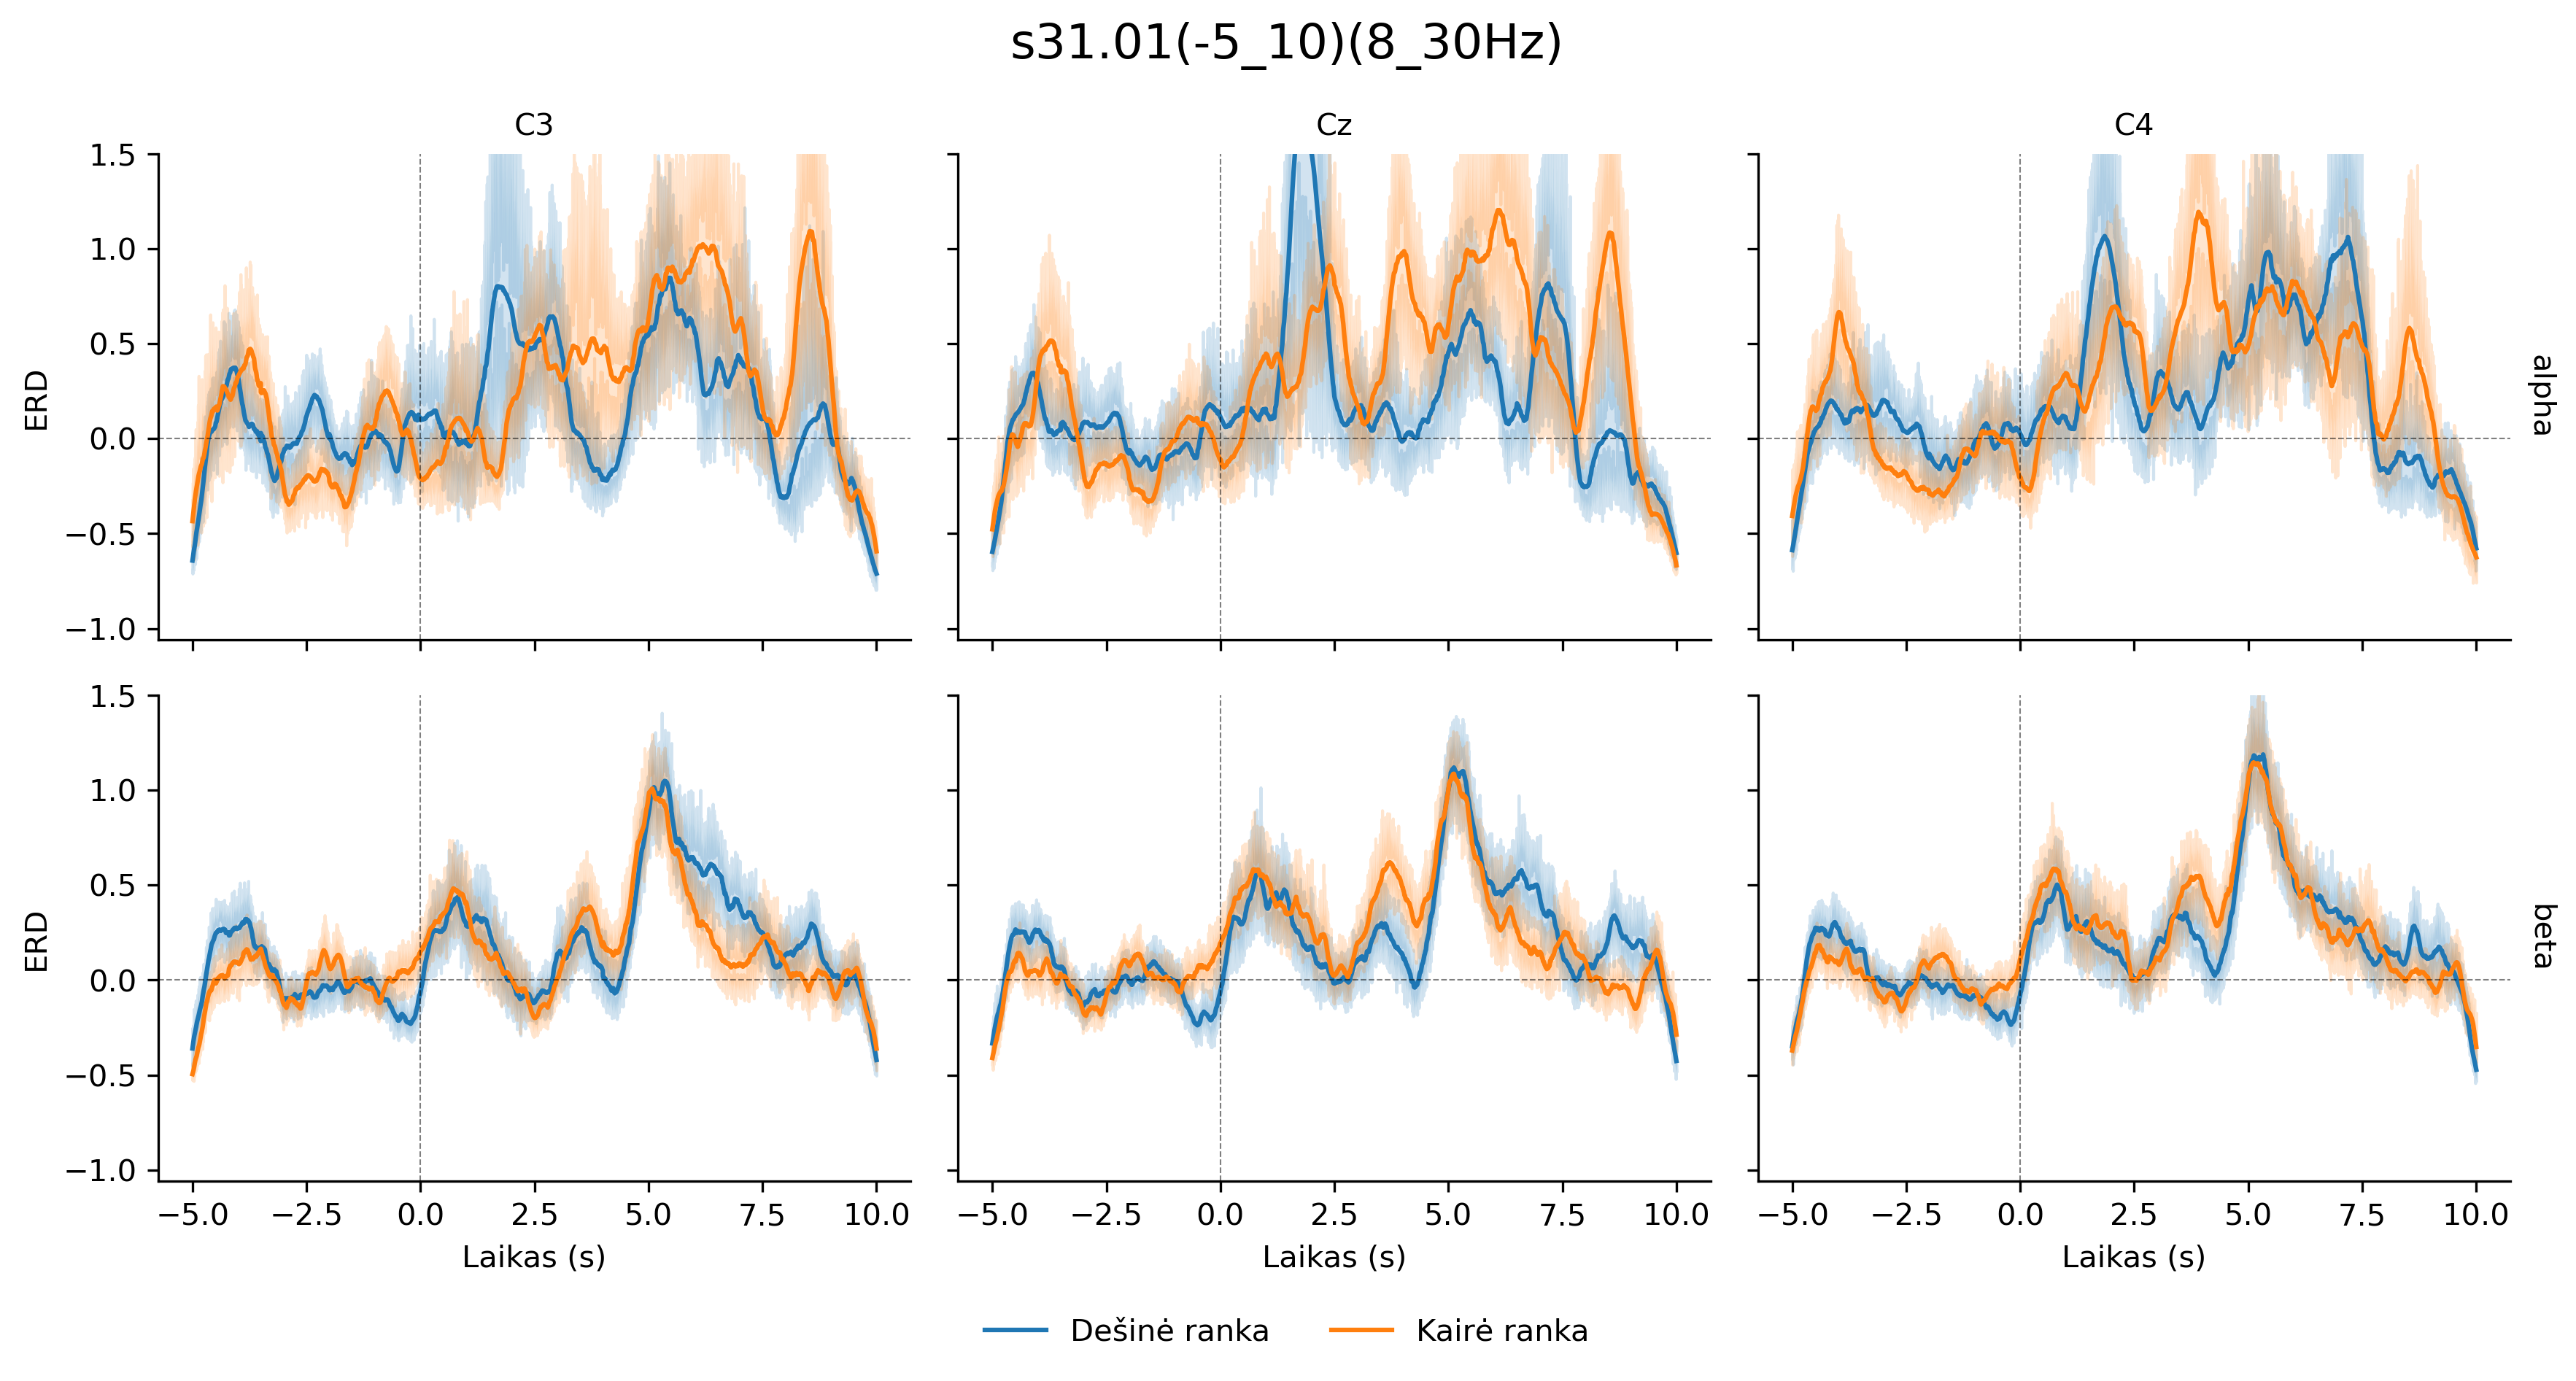 s31.01(-5_10)(8_30Hz)
C3 Cz C4
1.5
1.0
0.5
0.0
−0.5
−1.0
ERD
alpha
1.5
1.0
0.5
0.0
−0.5
−1.0
ERD
beta
−5.0 −2.5 0.0 2.5 5.0 7.5 10.0 −5.0 −2.5 0.0 2.5 5.0 7.5 10.0 −5.0 −2.5 0.0 2.5 5.0 7.5 10.0
Laikas (s) Laikas (s) Laikas (s)
Dešinė ranka Kairė ranka